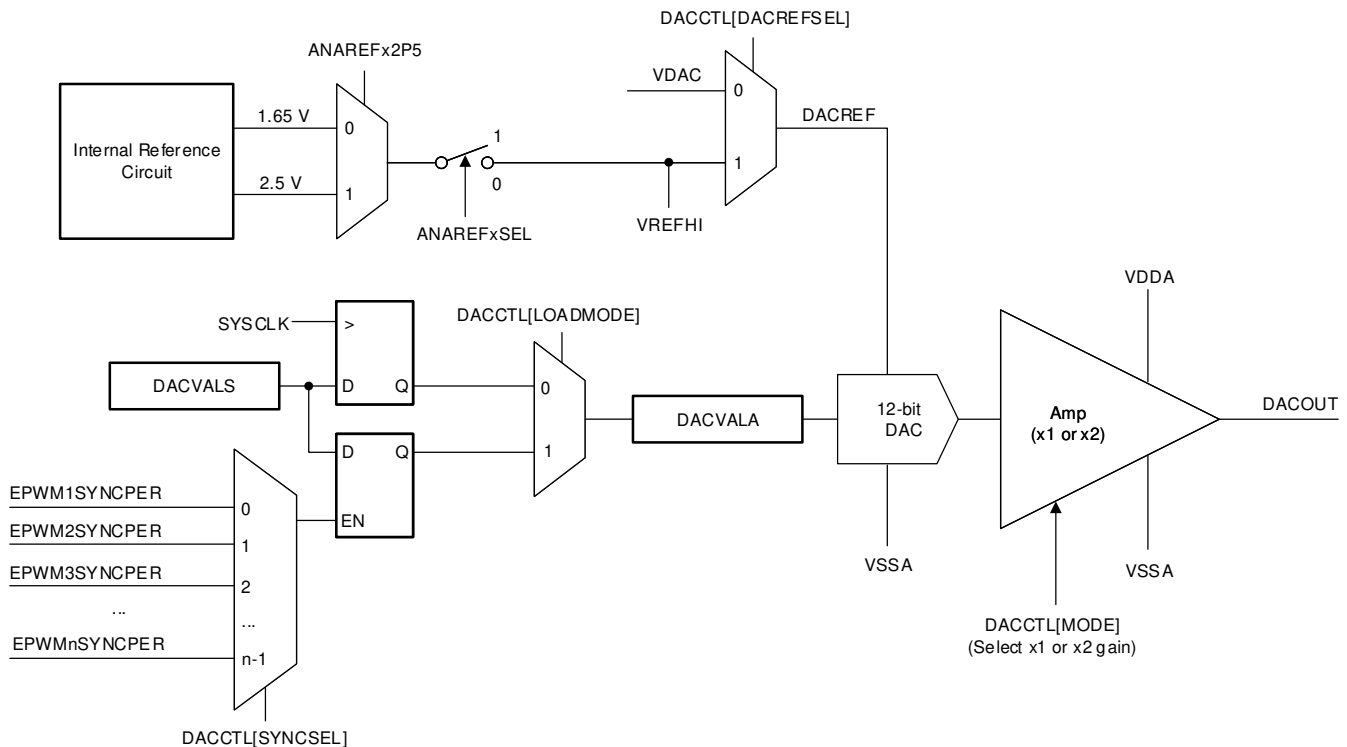 DACCTL[DACREFSEL]
ANAREFx2P5
VDAC
0
DACREF
1.65 V
0
Internal Reference
Circuit
1
0
1
2.5 V
1
ANAREFxSEL
VREFHI
VDDA
SYSCLK
>
DACCTL[LOADMODE]
DACVALS
D
Q
0
DACVALA
12-bit
DAC
Amp
(x1 or x2)
DACOUT
D
Q
1
EPWM1SYNCPER
0
EN
EPWM2SYNCPER
1
EPWM3SYNCPER
2
...
...
EPWMnSYNCPER
n-1
VSSA
VSSA
DACCTL[MODE]
(Select x1 or x2 gain)
DACCTL[SYNCSEL]